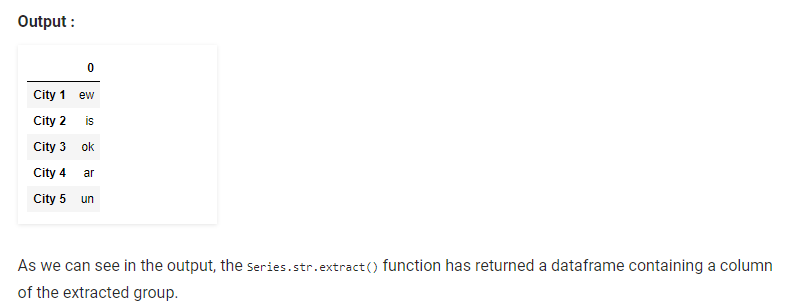 Output :
0
City 1 ew
City 2 is
City 3 ok
City 4 ar
City 5 un
As we can see in the output, the Series.str.extract() function has returned a dataframe containing a column
of the extracted group.